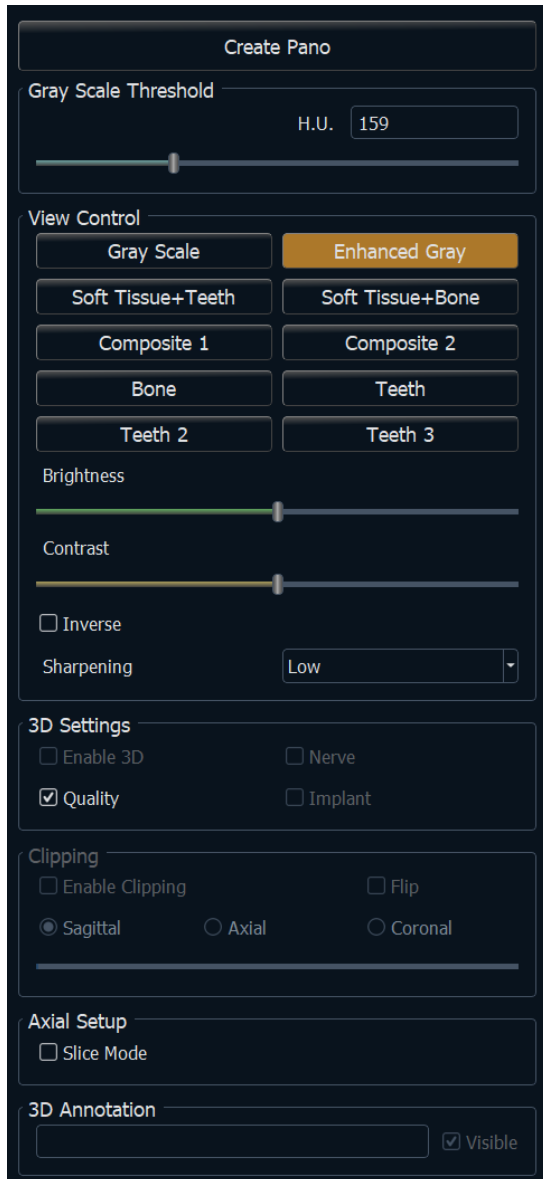 Create Pano
Gray Scale Threshold
H.U. 159
View Control
Gray Scale Enhanced Gray
Soft Tissue+Teeth Soft Tissue+Bone
Composite 1 Composite 2
Bone Teeth
Teeth 2 Teeth 3
Brightness
Contrast
Inverse
Sharpening Low
3D Settings
Enable 3D Nerve
Quality Implant
Clipping
Enable Clipping Flip
Sagittal Axial Coronal
Axial Setup
Slice Mode
3D Annotation
Visible